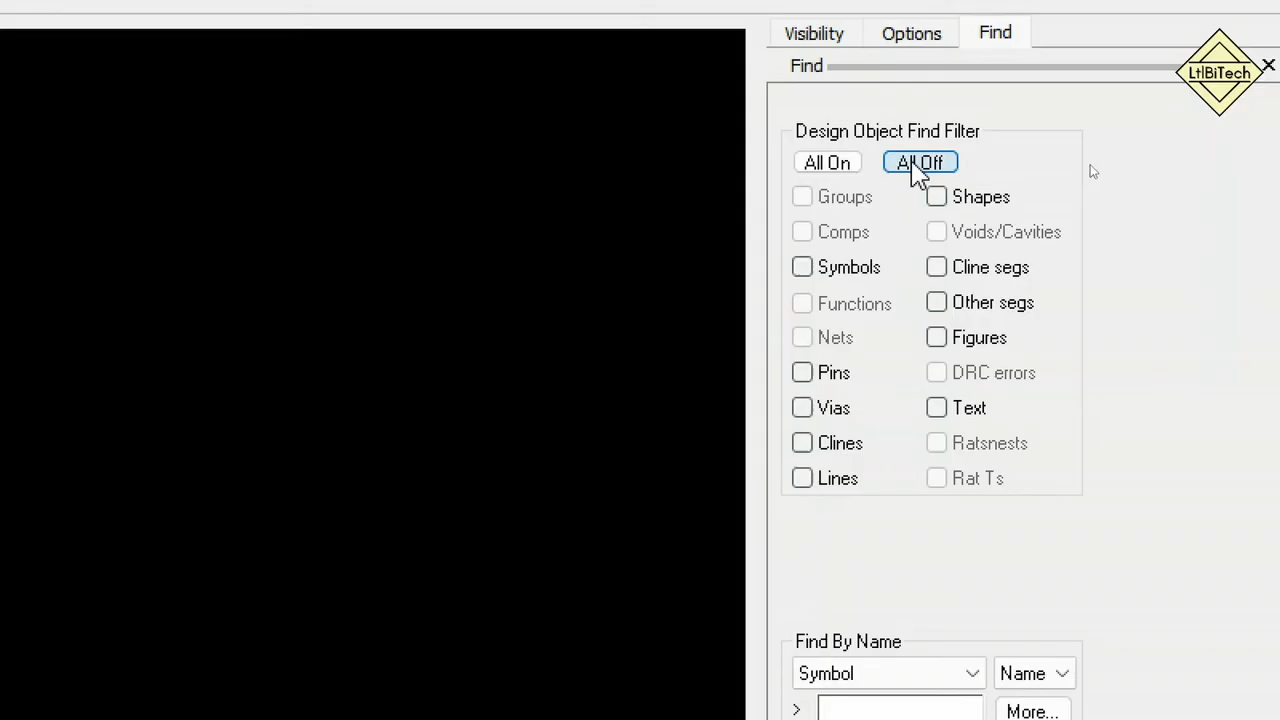 Visibility Options Find
Find
LtlBiTech
Design Object Find Filter
All On All Off
Groups Shapes
Comps Voids/Cavities
Symbols Cline segs
Functions Other segs
Nets Figures
Pins DRC errors
Vias Text
Clines Ratsnests
Lines Rat Ts
Find By Name
Symbol Name
> More...